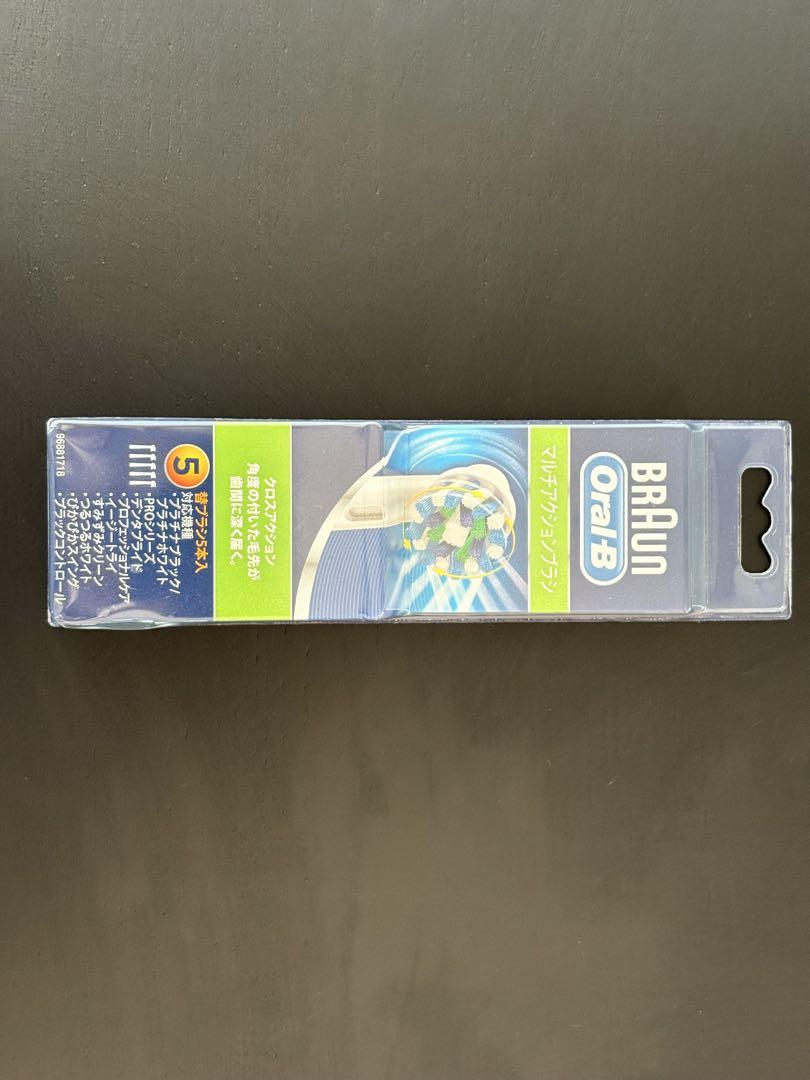 BRAUN
Oral-B
マルチアクションブラシ
クロスアクション
角度の付いた毛先が
歯間に深く届く。
5
替ブラシ5本入
対応機種
・プラチナブラック/
プラチナホワイト
・PROシリーズ
・デンタプライド
・プロフェッショナルケア
・イージードライ
・すみずみクリーン
・つるつるホワイト
・ぴかぴかスイング
・ブラックコントロール
96881718